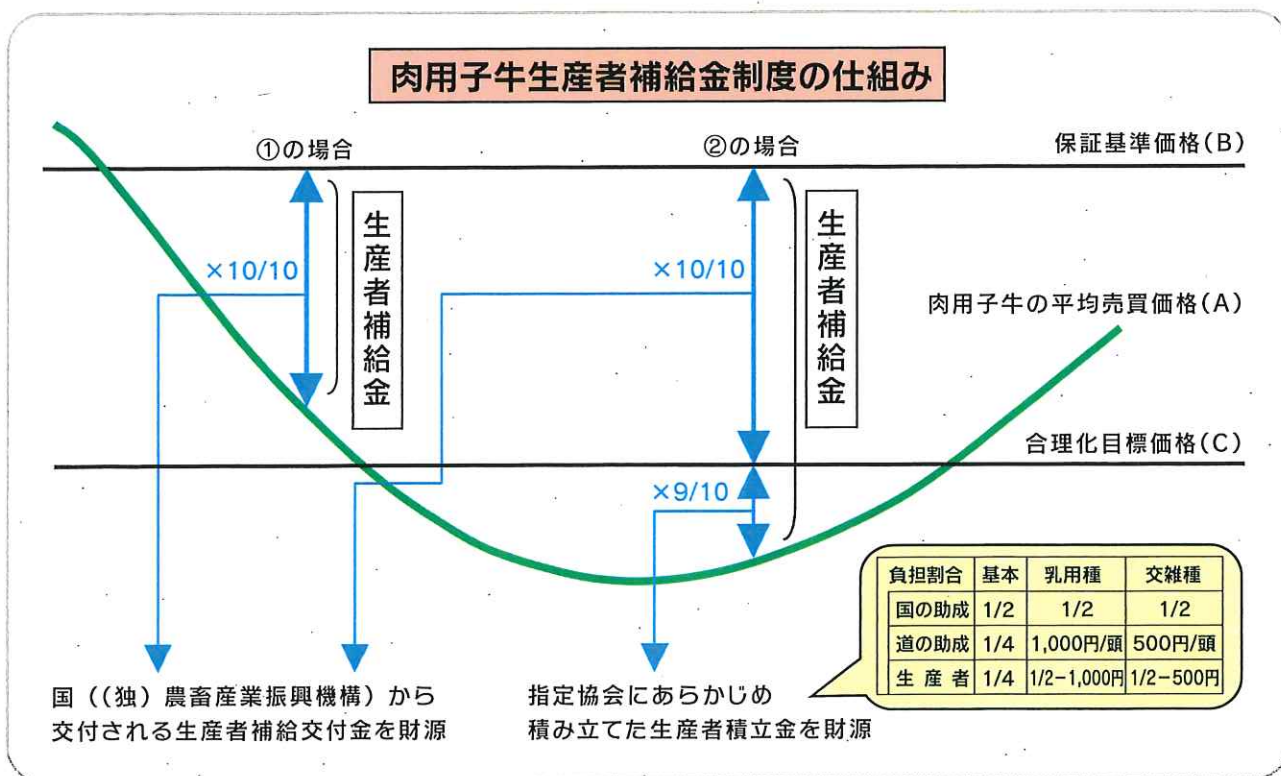 肉用子牛生産者補給金制度の仕組み
①の場合
②の場合
保証基準価格(B)
生産者補給金
×10/10
生産者補給金
×10/10
肉用子牛の平均売買価格(A)
合理化目標価格(C)
×9/10
負担割合 基本 乳用種 交雑種
国の助成 1/2 1/2 1/2
道の助成 1/4 1,000円/頭 500円/頭
生産者 1/4 1/2-1,000円 1/2-500円
国((独)農畜産業振興機構)から
交付される生産者補給交付金を財源
指定協会にあらかじめ
積み立てた生産者積立金を財源